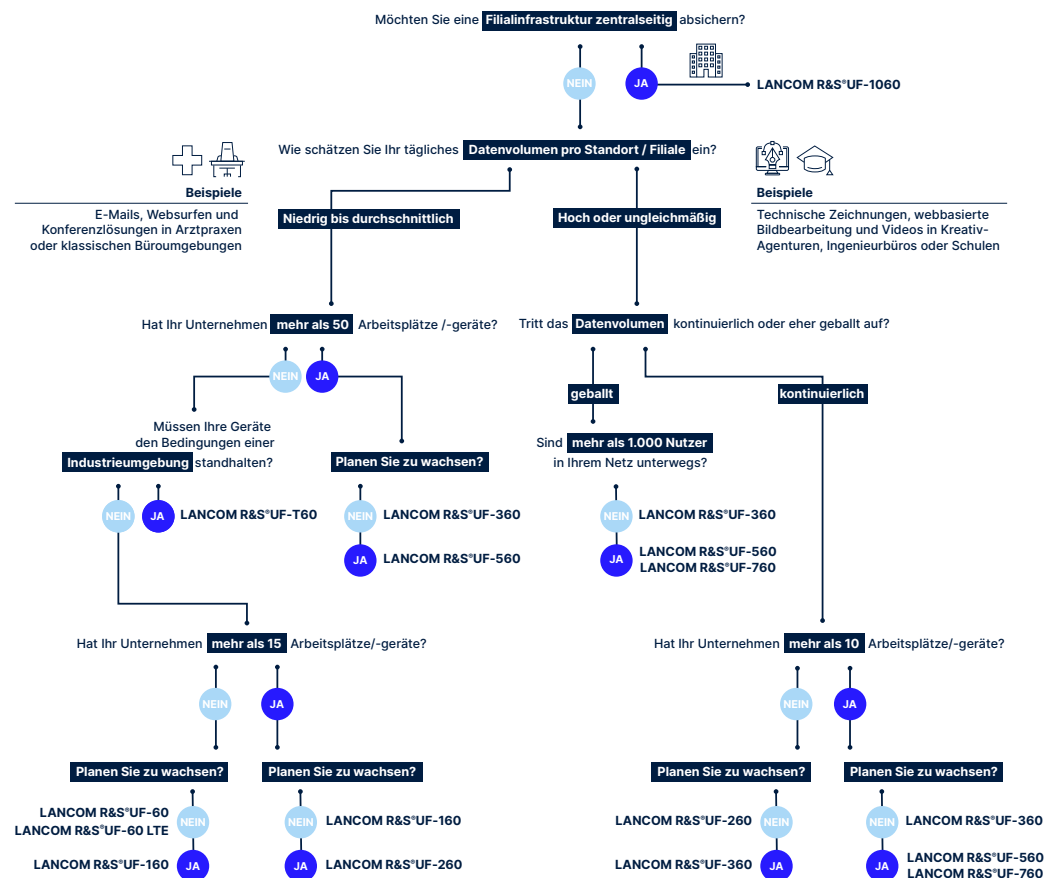 Möchten Sie eine Filialinfrastruktur zentralseitig absichern?
NEIN
JA
LANCOM R&S®UF-1060
Wie schätzen Sie Ihr tägliches Datenvolumen pro Standort / Filiale ein?
Beispiele
E-Mails, Websurfen und
Konferenzlösungen in Arztpraxen
oder klassischen Büroumgebungen
Niedrig bis durchschnittlich
Hoch oder ungleichmäßig
Beispiele
Technische Zeichnungen, webbasierte
Bildbearbeitung und Videos in Kreativ-
Agenturen, Ingenieurbüros oder Schulen
Hat Ihr Unternehmen mehr als 50 Arbeitsplätze /-geräte?
Tritt das Datenvolumen kontinuierlich oder eher geballt auf?
NEIN
JA
geballt
kontinuierlich
Müssen Ihre Geräte
den Bedingungen einer
Industrieumgebung standhalten?
Planen Sie zu wachsen?
Sind mehr als 1.000 Nutzer
in Ihrem Netz unterwegs?
NEIN
JA
LANCOM R&S®UF-T60
NEIN
LANCOM R&S®UF-360
JA
LANCOM R&S®UF-560
NEIN
LANCOM R&S®UF-360
JA
LANCOM R&S®UF-560
LANCOM R&S®UF-760
Hat Ihr Unternehmen mehr als 15 Arbeitsplätze/-geräte?
Hat Ihr Unternehmen mehr als 10 Arbeitsplätze/-geräte?
NEIN
JA
NEIN
JA
Planen Sie zu wachsen?
Planen Sie zu wachsen?
Planen Sie zu wachsen?
Planen Sie zu wachsen?
LANCOM R&S®UF-60
LANCOM R&S®UF-60 LTE
NEIN
LANCOM R&S®UF-160
JA
NEIN
LANCOM R&S®UF-160
JA
LANCOM R&S®UF-260
LANCOM R&S®UF-260
NEIN
LANCOM R&S®UF-360
JA
NEIN
LANCOM R&S®UF-360
JA
LANCOM R&S®UF-560
LANCOM R&S®UF-760